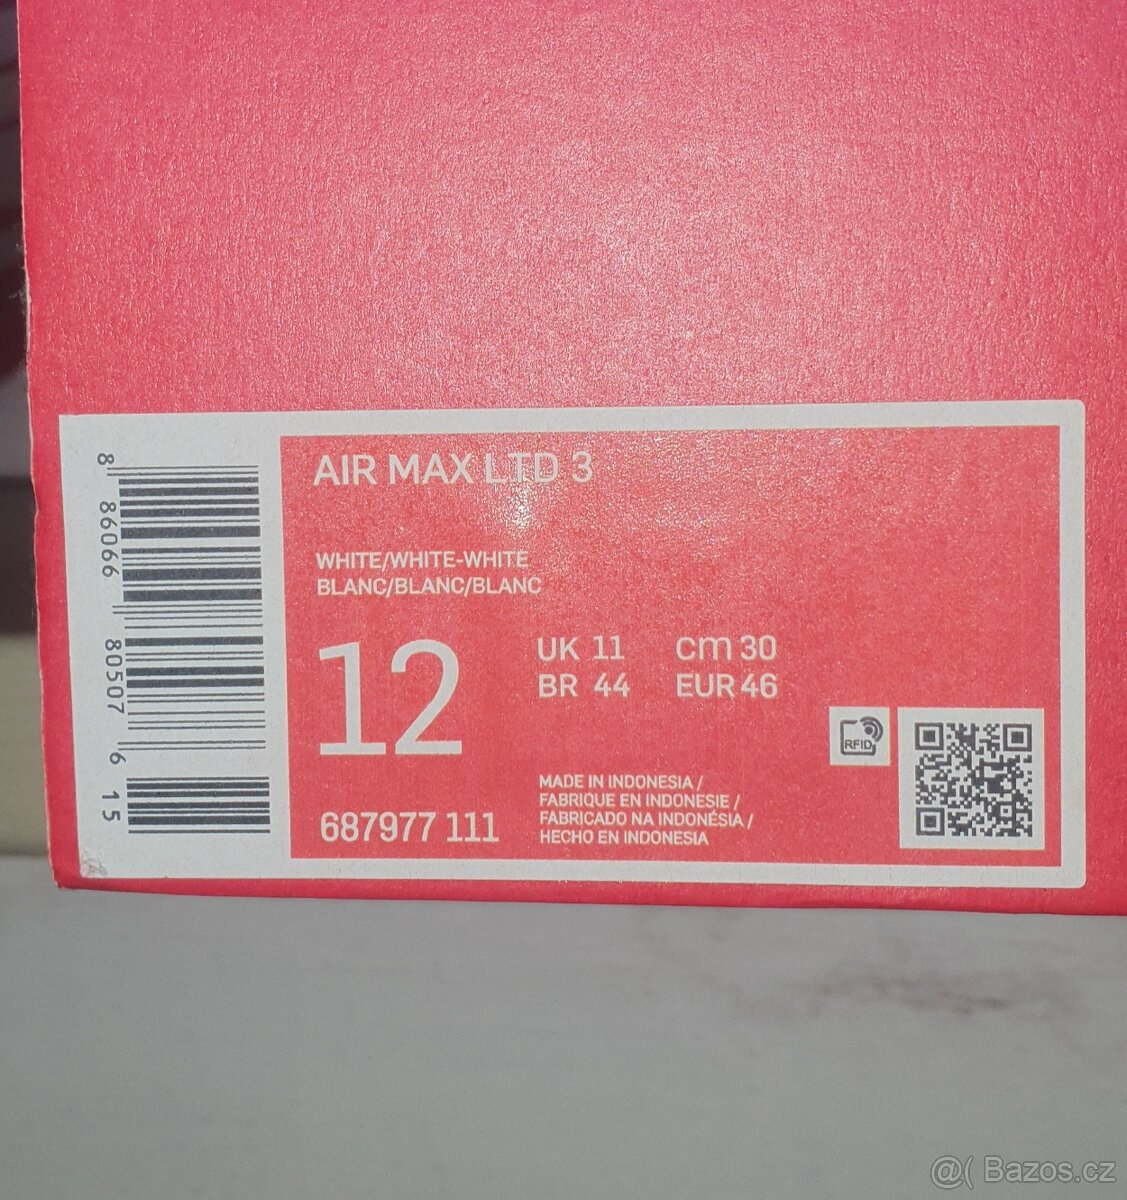 AIR MAX LTD 3
WHITE/WHITE-WHITE
BLANC/BLANC/BLANC
12
UK 11 cm 30
BR 44 EUR 46
687977 111
MADE IN INDONESIA /
FABRIQUE EN INDONESIE /
FABRICADO NA INDONÉSIA /
HECHO EN INDONESIA
RFID
8 86066 80507 6 15
@( Bazos.cz